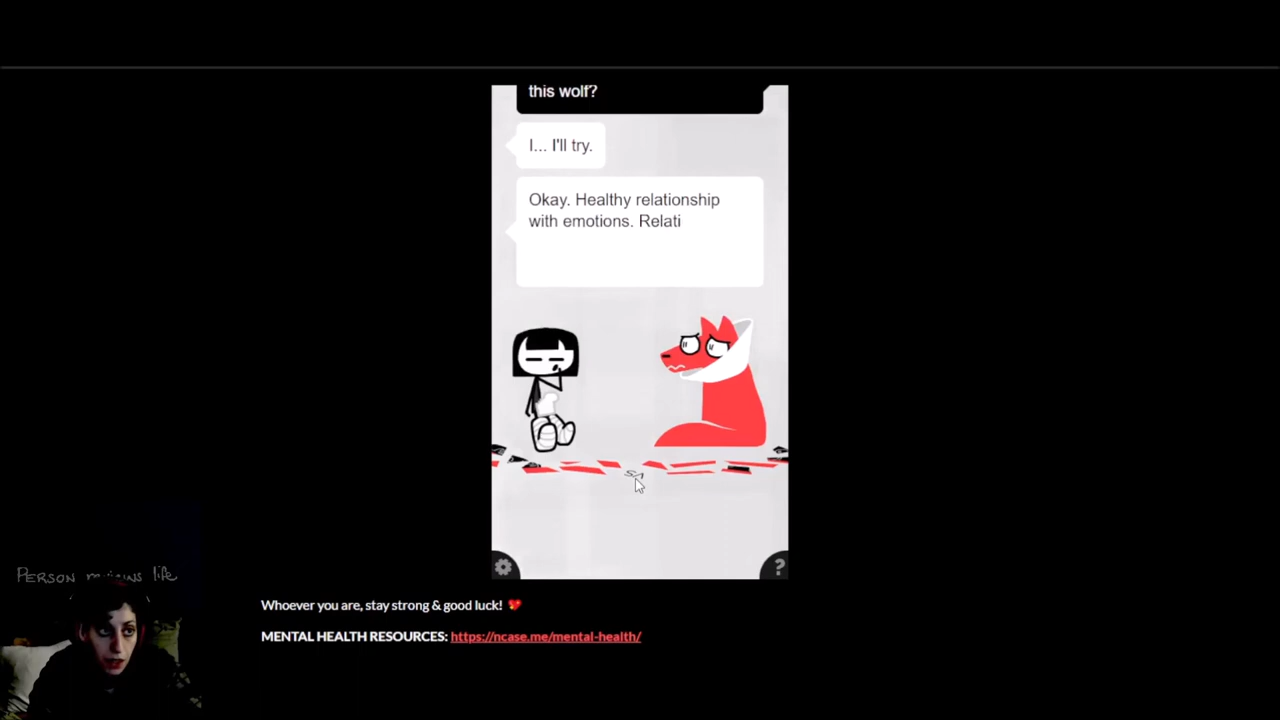 this wolf?
I... I'll try.
Okay. Healthy relationship
with emotions. Relati
?
PERSON reviews life
Whoever you are, stay strong & good luck! 💖
MENTAL HEALTH RESOURCES: https://ncase.me/mental-health/